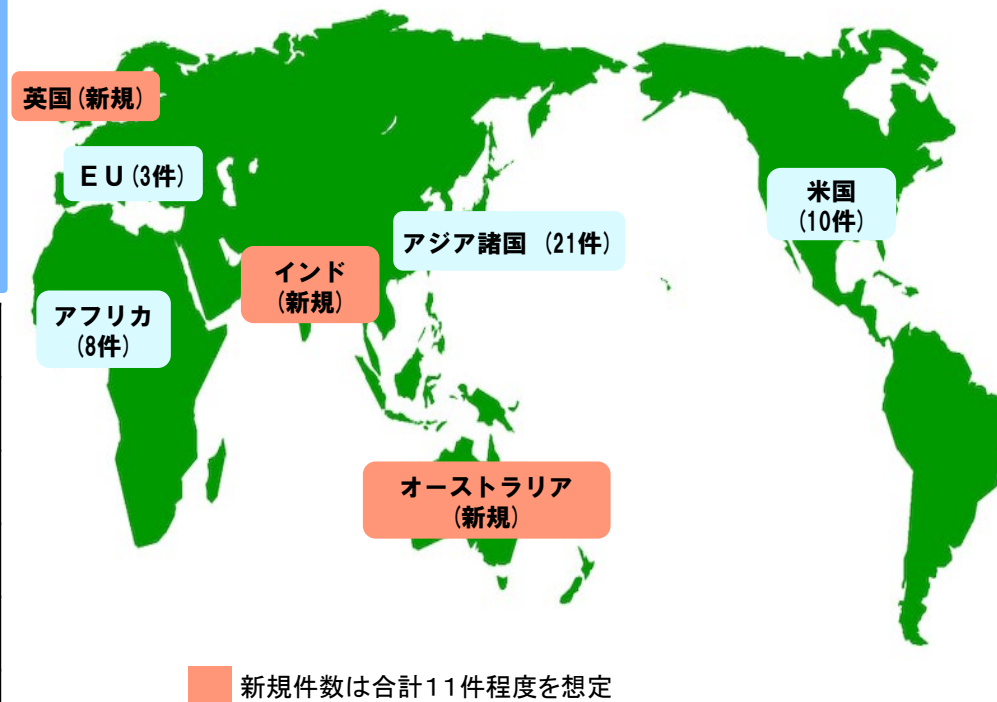 英国(新規)
ＥＵ(3件)
米国
(10件)
アジア諸国 (21件)
インド
(新規)
アフリカ
(8件)
オーストラリア
(新規)
新規件数は合計１１件程度を想定